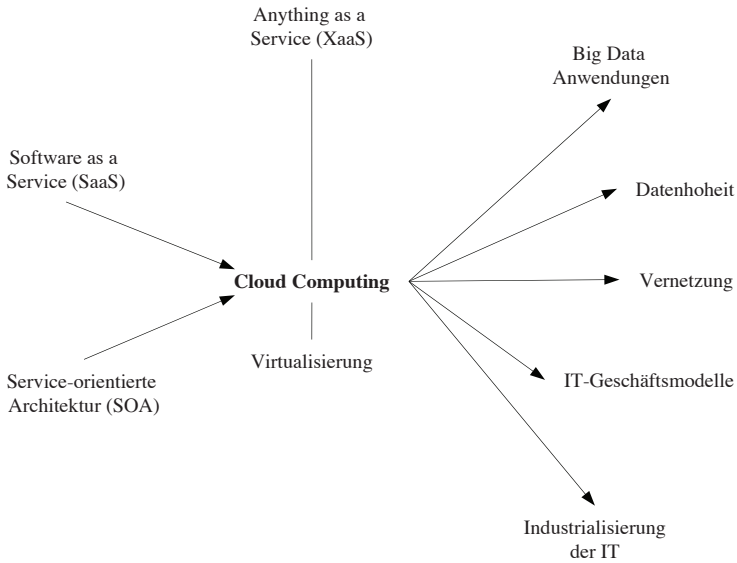 Anything as a
Service (XaaS)
Big Data
Anwendungen
Software as a
Service (SaaS)
Datenhoheit
Cloud Computing
Vernetzung
Virtualisierung
Service-orientierte
Architektur (SOA)
IT-Geschäftsmodelle
Industrialisierung
der IT